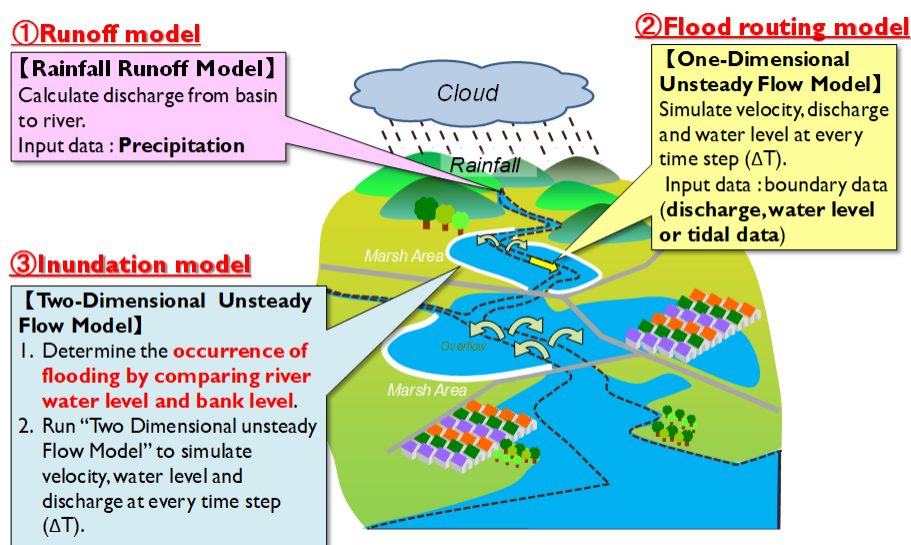 ①Runoff model
【Rainfall Runoff Model】
Calculate discharge from basin
to river.
Input data : Precipitation
②Flood routing model
【One-Dimensional
Unsteady Flow Model】
Simulate velocity, discharge
and water level at every
time step (ΔT).
Input data : boundary data
(discharge, water level
or tidal data)
Cloud
Rainfall
Marsh Area
Overflow
Marsh Area
③Inundation model
【Two-Dimensional Unsteady
Flow Model】
1. Determine the occurrence of
flooding by comparing river
water level and bank level.
2. Run “Two Dimensional unsteady
Flow Model” to simulate
velocity, water level and
discharge at every time step
(ΔT).